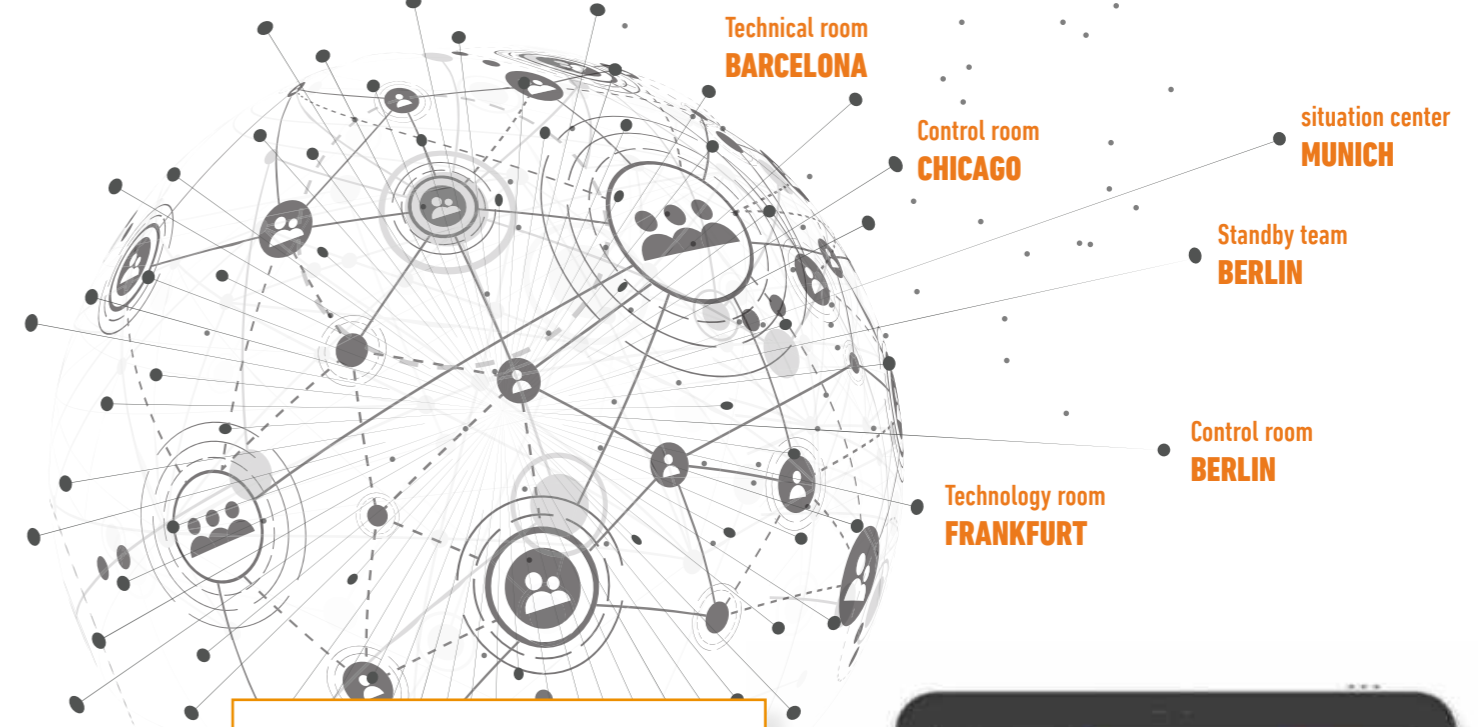 Technical room
BARCELONA
Control room
CHICAGO
situation center
MUNICH
Standby team
BERLIN
Control room
BERLIN
Technology room
FRANKFURT